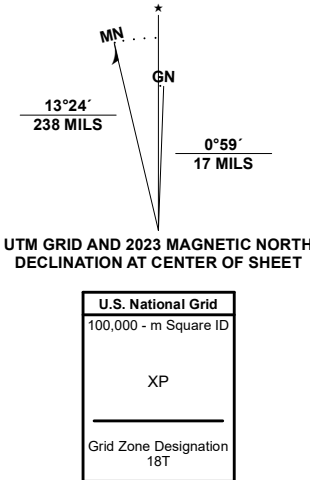 ★
MN
GN
13°24´
238 MILS
0°59´
17 MILS
UTM GRID AND 2023 MAGNETIC NORTH
DECLINATION AT CENTER OF SHEET
U.S. National Grid
100,000 - m Square ID
XP
Grid Zone Designation
18T